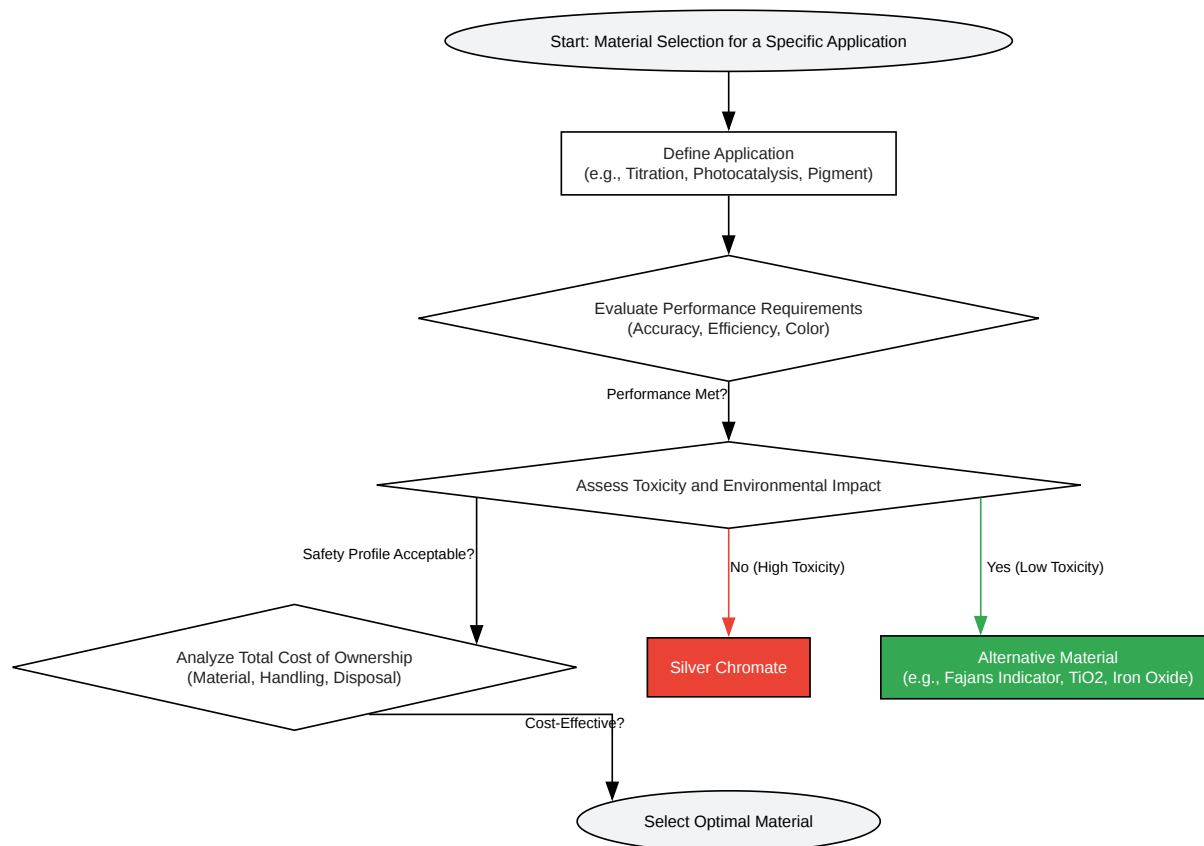 Start: Material Selection for a Specific Application
Define Application
(e.g., Titration, Photocatalysis, Pigment)
Evaluate Performance Requirements
(Accuracy, Efficiency, Color)
Performance Met?
Assess Toxicity and Environmental Impact
Safety Profile Acceptable?
No (High Toxicity)
Yes (Low Toxicity)
Analyze Total Cost of Ownership
(Material, Handling, Disposal)
Silver Chromate
Alternative Material
(e.g., Fajans Indicator, TiO2, Iron Oxide)
Cost-Effective?
Select Optimal Material